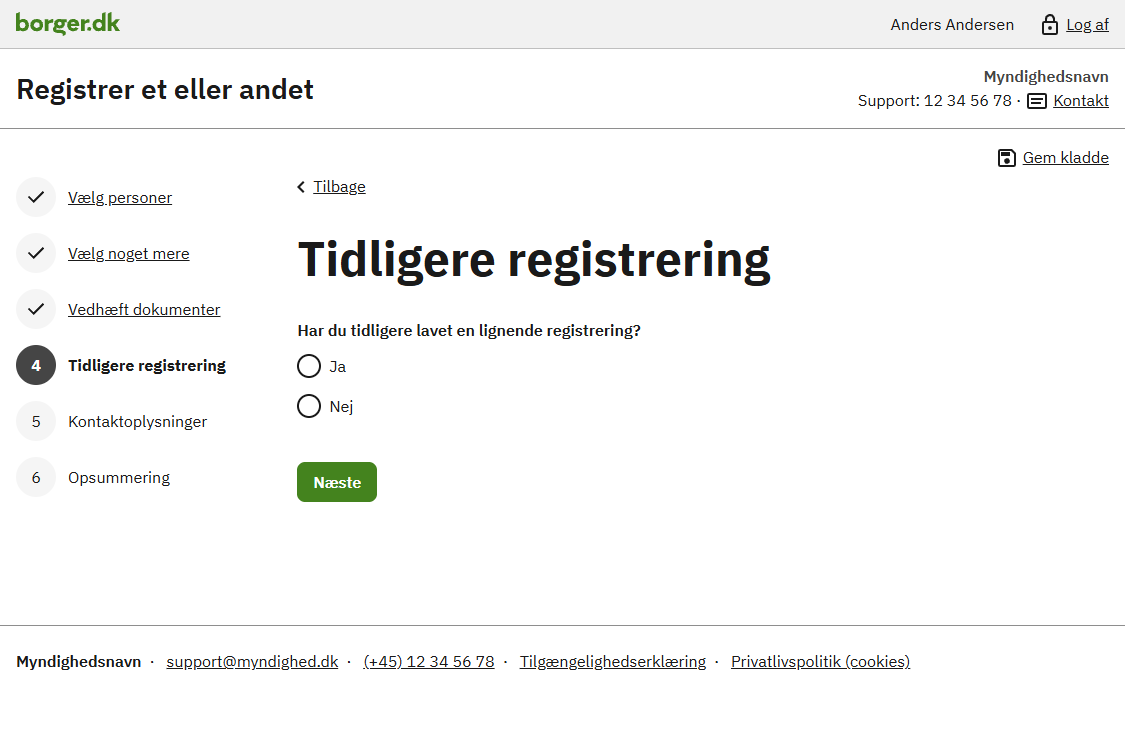 borger.dk
Anders Andersen Log af
Registrer et eller andet
Myndighedsnavn
Support: 12 34 56 78 · Kontakt
Gem kladde
Vælg personer
Vælg noget mere
Vedhæft dokumenter
4 Tidligere registrering
5 Kontaktoplysninger
6 Opsummering
Tilbage
Tidligere registrering
Har du tidligere lavet en lignende registrering?
Ja
Nej
Næste
Myndighedsnavn · support@myndighed.dk · (+45) 12 34 56 78 · Tilgængelighedserklæring · Privatlivspolitik (cookies)